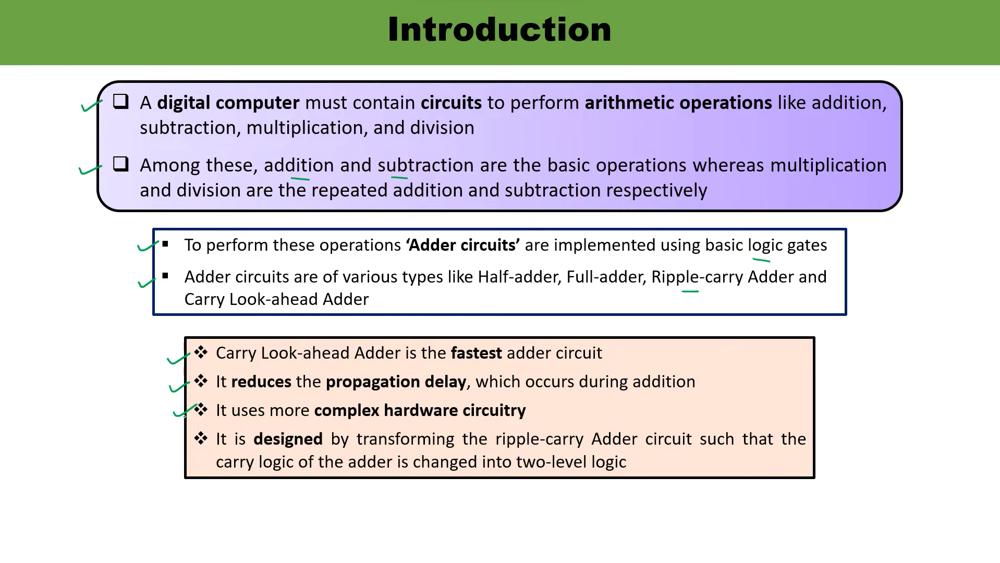 Introduction
A digital computer must contain circuits to perform arithmetic operations like addition,
subtraction, multiplication, and division
Among these, addition and subtraction are the basic operations whereas multiplication
and division are the repeated addition and subtraction respectively
To perform these operations ‘Adder circuits’ are implemented using basic logic gates
Adder circuits are of various types like Half-adder, Full-adder, Ripple-carry Adder and
Carry Look-ahead Adder
Carry Look-ahead Adder is the fastest adder circuit
It reduces the propagation delay, which occurs during addition
It uses more complex hardware circuitry
It is designed by transforming the ripple-carry Adder circuit such that the
carry logic of the adder is changed into two-level logic